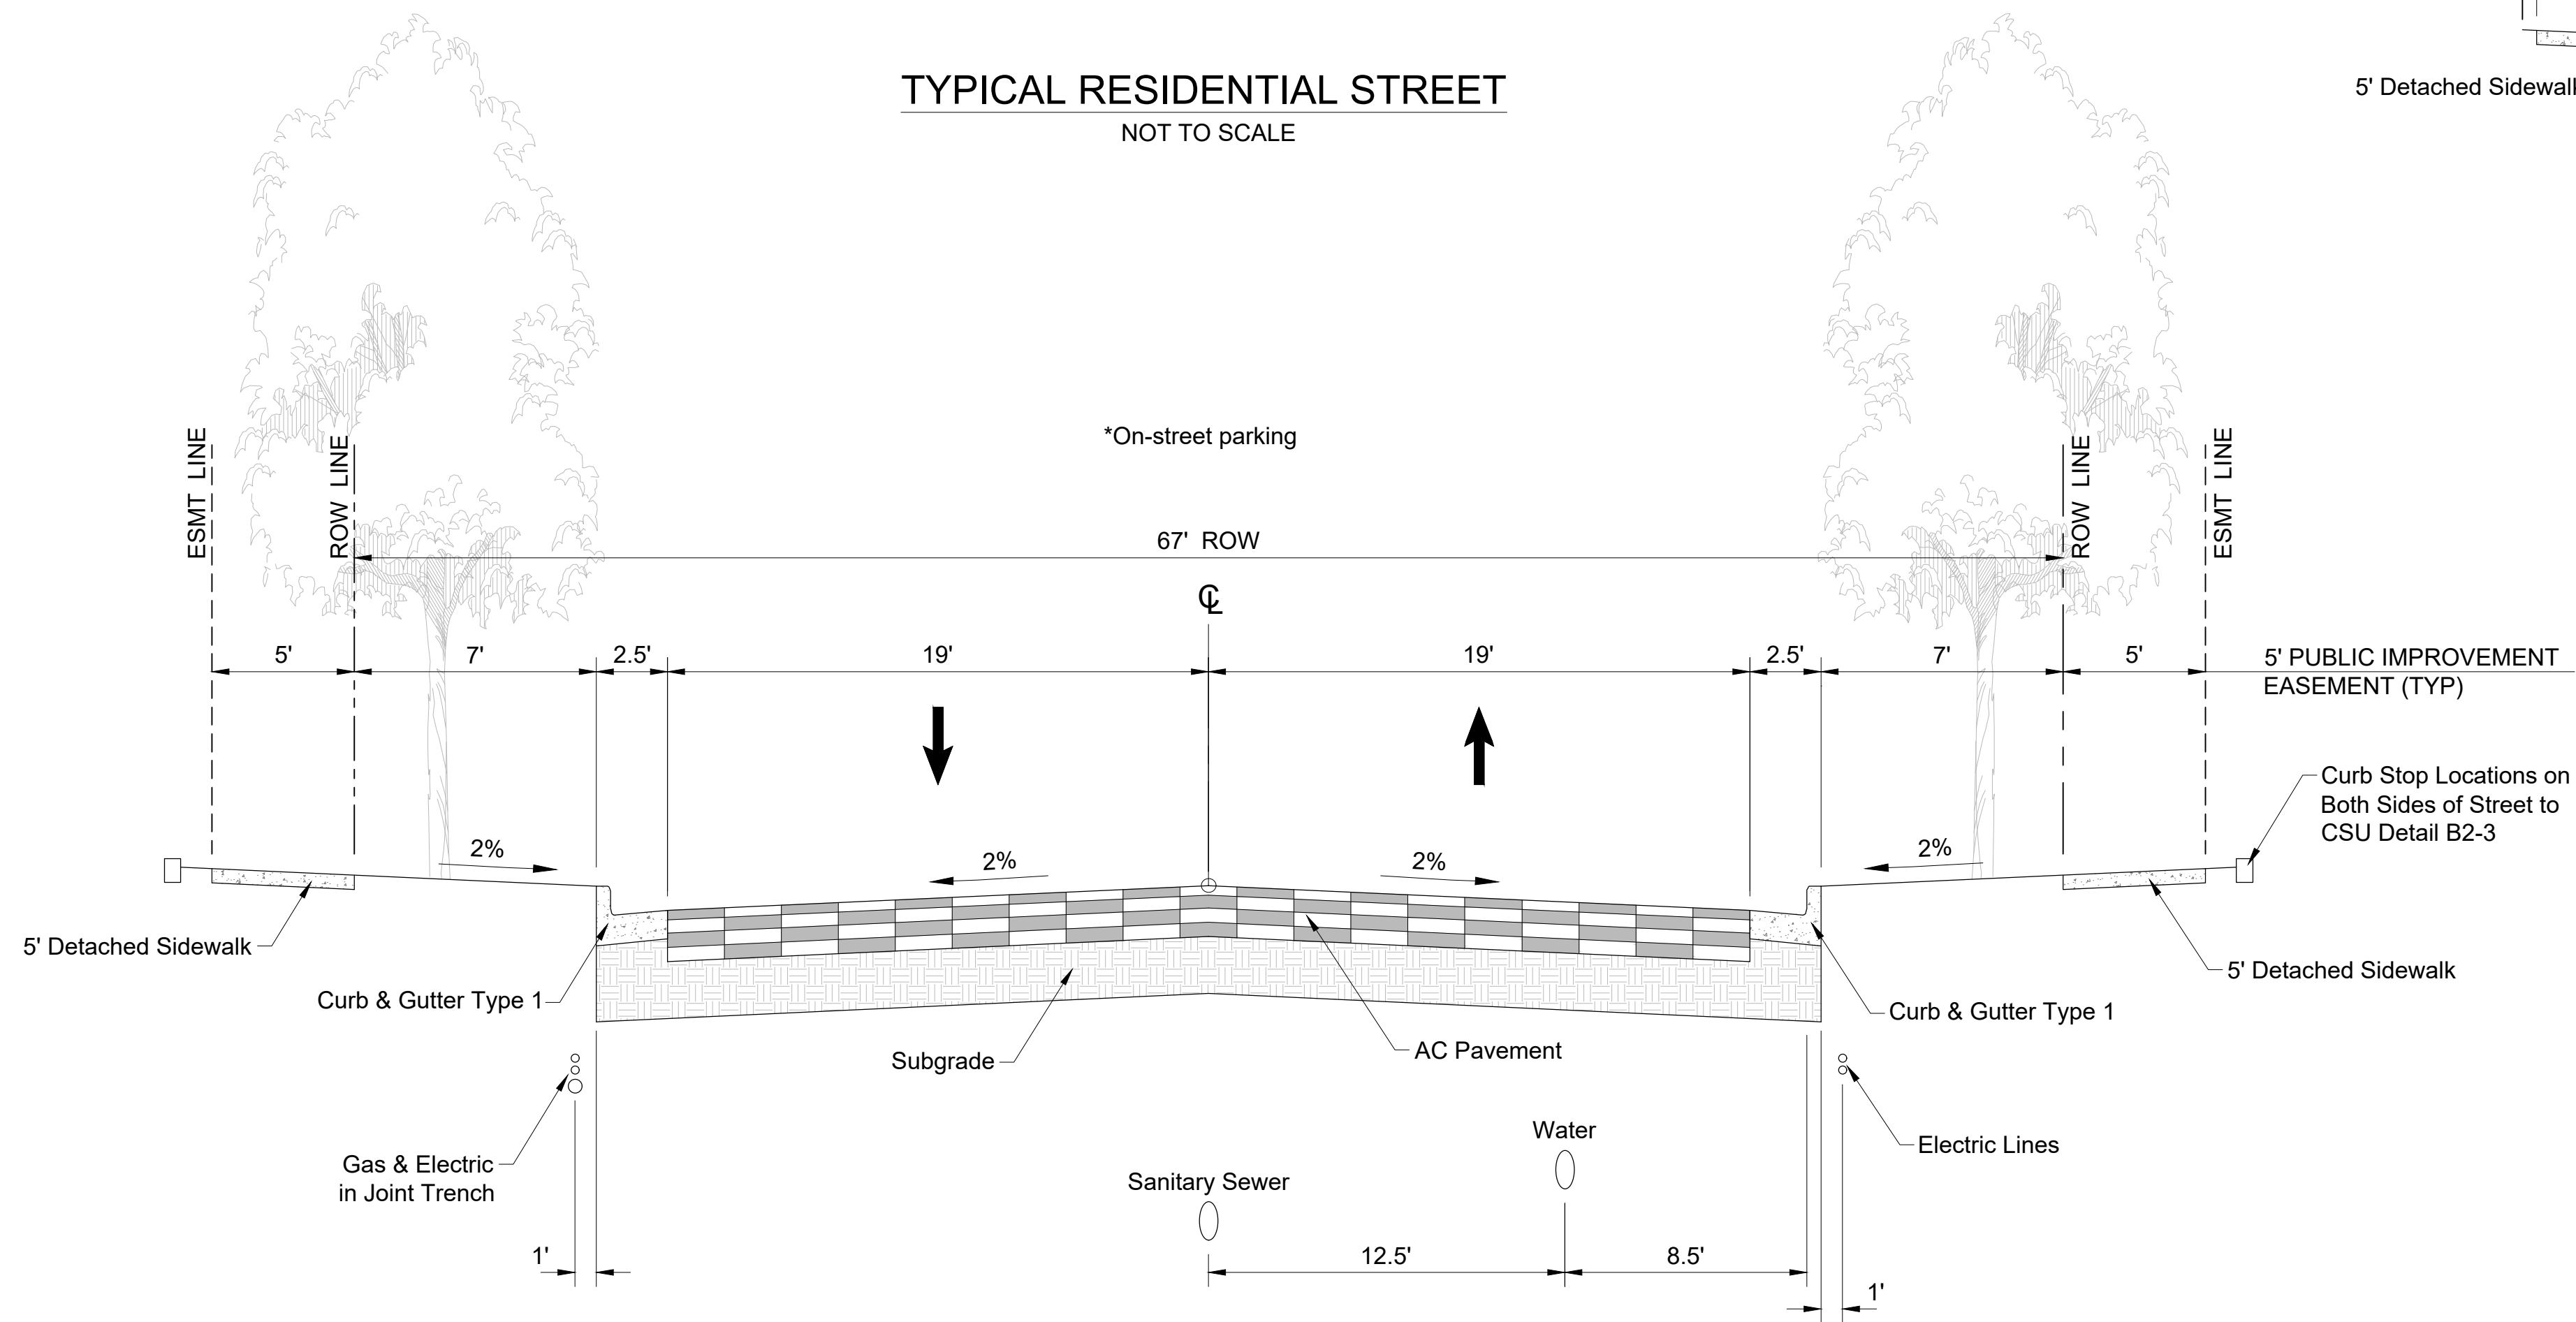 TYPICAL RESIDENTIAL STREET
NOT TO SCALE
5' Detached Sidewalk
*On-street parking
ESMT LINE
ROW LINE
ROW LINE
ESMT LINE
67' ROW
℄
5'
7'
2.5'
19'
19'
2.5'
7'
5'
5' PUBLIC IMPROVEMENT
EASEMENT (TYP)
Curb Stop Locations on
Both Sides of Street to
CSU Detail B2-3
2%
2%
2%
2%
5' Detached Sidewalk
5' Detached Sidewalk
Curb & Gutter Type 1
Curb & Gutter Type 1
Subgrade
AC Pavement
Gas & Electric
in Joint Trench
Water
Electric Lines
Sanitary Sewer
1'
12.5'
8.5'
1'